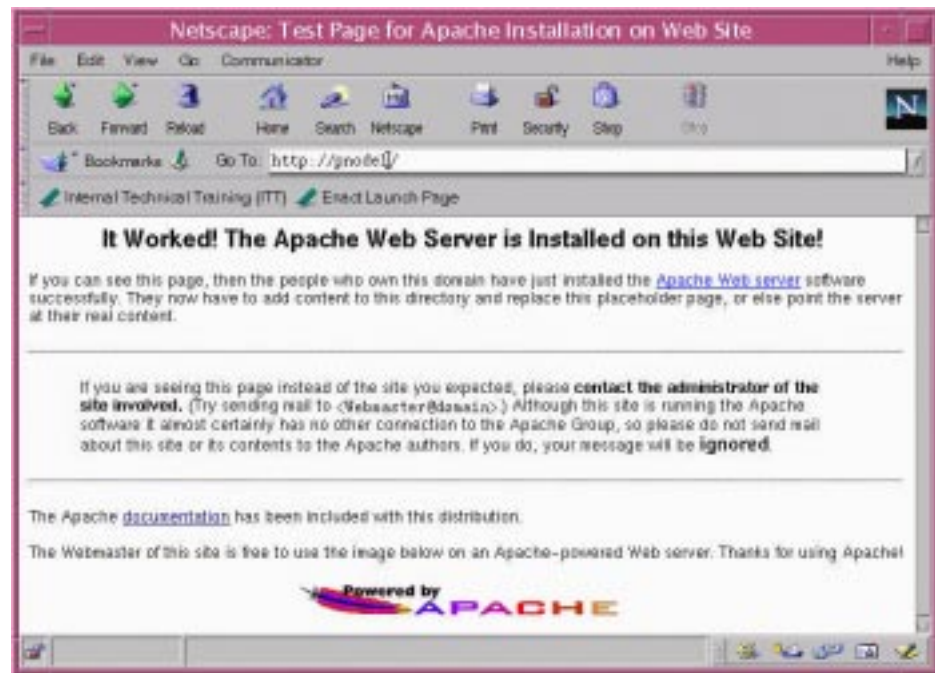 Netscape: Test Page for Apache Installation on Web Site
File Edit View Go Communicator Help
Back Forward Reload Home Search Netscape Print Security Shop Stop
Bookmarks Go To: http://pnode1/
Internal Technical Training (ITT) Enact Launch Page
It Worked! The Apache Web Server is Installed on this Web Site!
If you can see this page, then the people who own this domain have just installed the Apache Web server software
successfully. They now have to add content to this directory and replace this placeholder page, or else point the server
at their real content.
If you are seeing this page instead of the site you expected, please contact the administrator of the
site involved. (Try sending mail to <Webmaster@domain>.) Although this site is running the Apache
software it almost certainly has no other connection to the Apache Group, so please do not send mail
about this site or its contents to the Apache authors. If you do, your message will be ignored.
The Apache documentation has been included with this distribution.
The Webmaster of this site is free to use the image below on an Apache-powered Web server. Thanks for using Apache!
Powered by
APACHE